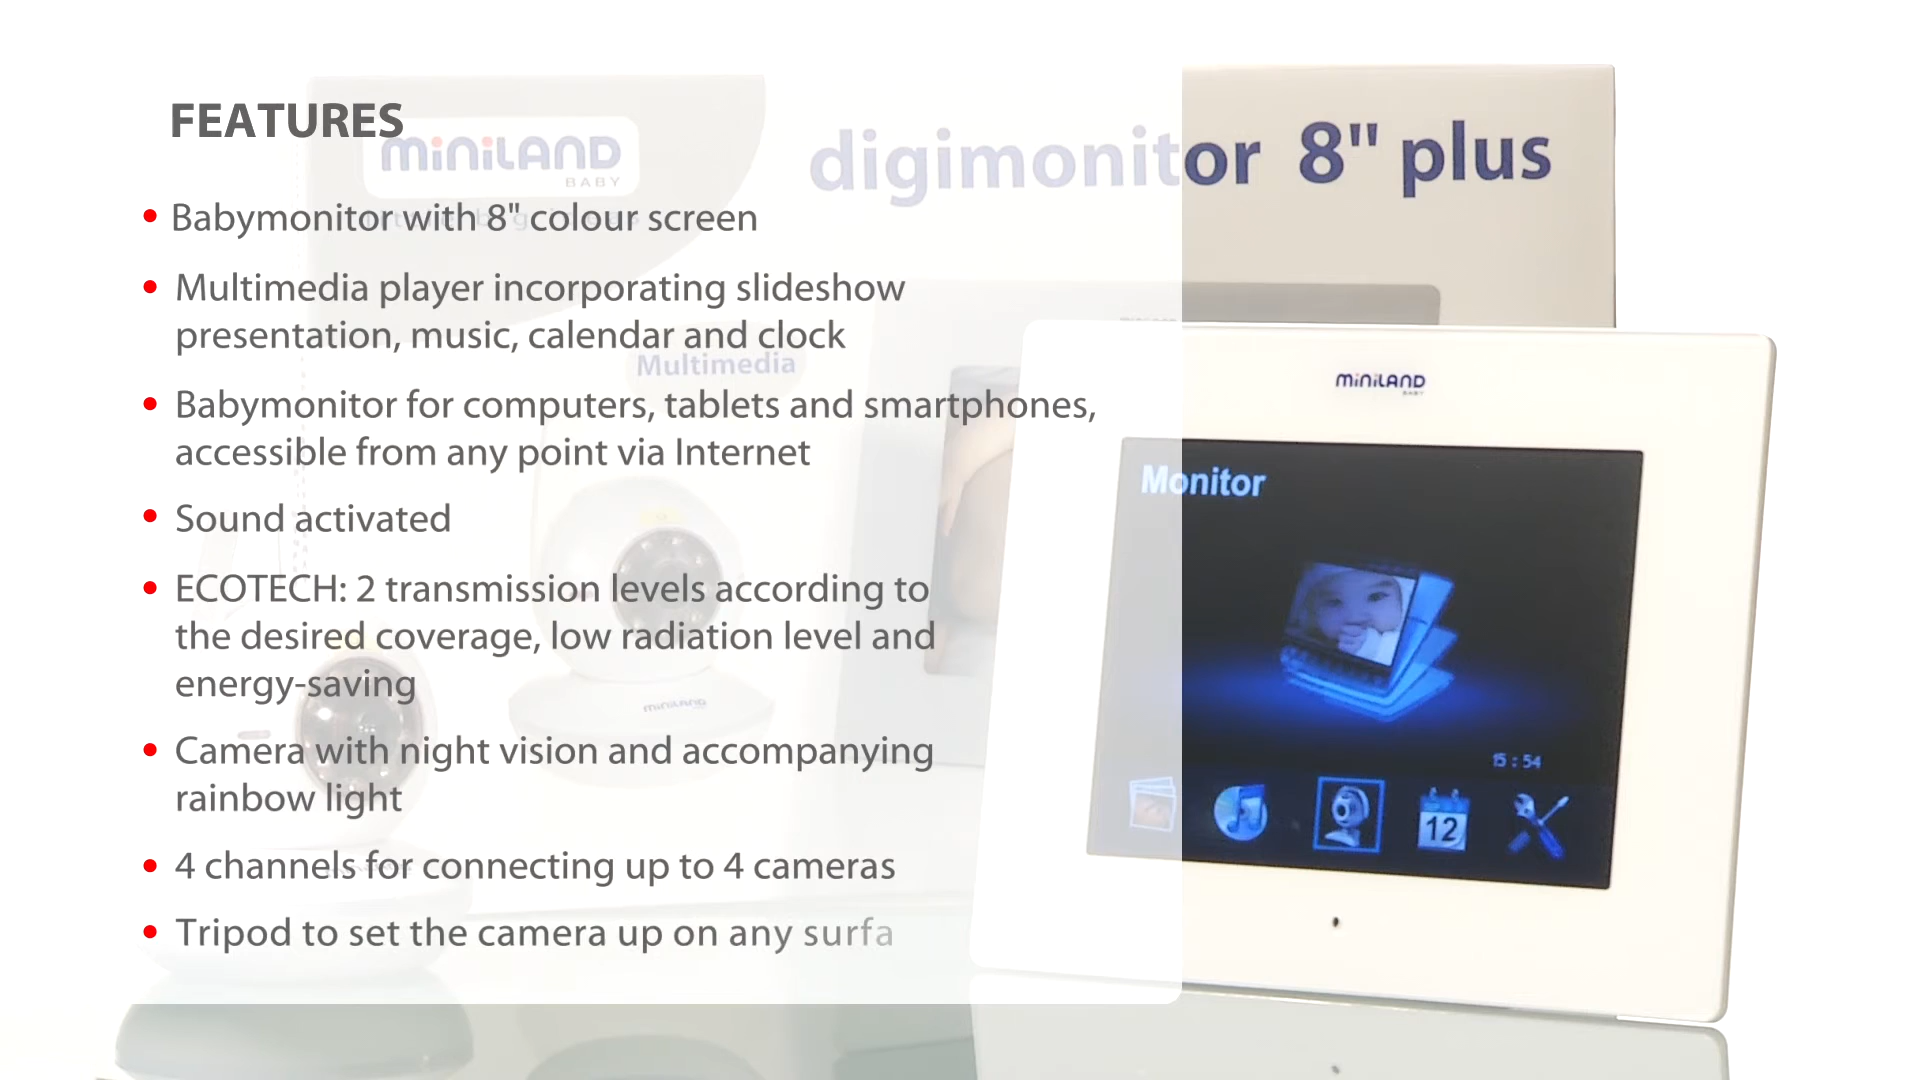 FEATURES
miniLAND
BABY
digimonitor 8" plus
• Babymonitor with 8" colour screen
• Multimedia player incorporating slideshow
presentation, music, calendar and clock
Multimedia
miniLAND
BABY
• Babymonitor for computers, tablets and smartphones,
accessible from any point via Internet
Monitor
• Sound activated
• ECOTECH: 2 transmission levels according to
the desired coverage, low radiation level and
energy-saving
miniLAND
• Camera with night vision and accompanying
rainbow light
15 : 54
12
• 4 channels for connecting up to 4 cameras
• Tripod to set the camera up on any surfa